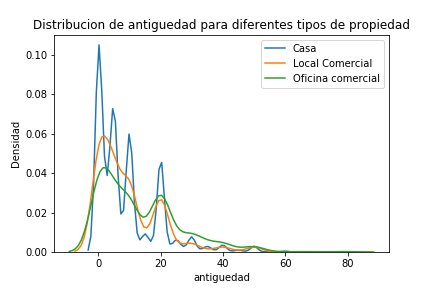 Distribucion de antiguedad para diferentes tipos de propiedad
Casa
Local Comercial
Oficina comercial
Densidad
0.10
0.08
0.06
0.04
0.02
0.00
0 20 40 60 80
antiguedad